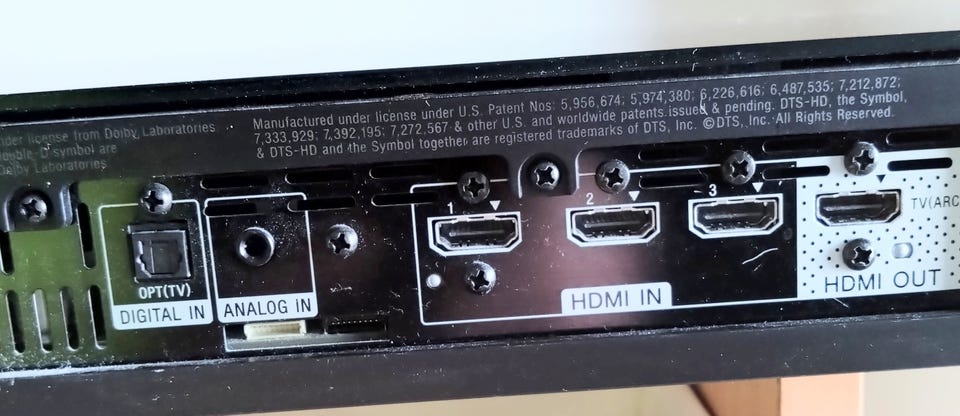 nder license from Dolby Laboratories
ouble-D symbol are
Dolby Laboratories
Manufactured under license under U.S. Patent Nos: 5,956,674; 5,974,380; 6,226,616; 6,487,535; 7,212,872;
7,333,929; 7,392,195; 7,272,567 & other U.S. and worldwide patents issued & pending. DTS-HD, the Symbol,
& DTS-HD and the Symbol together are registered trademarks of DTS, Inc. ©DTS, Inc. All Rights Reserved.
OPT(TV)
DIGITAL IN
ANALOG IN
1
2
3
HDMI IN
TV(ARC
HDMI OUT